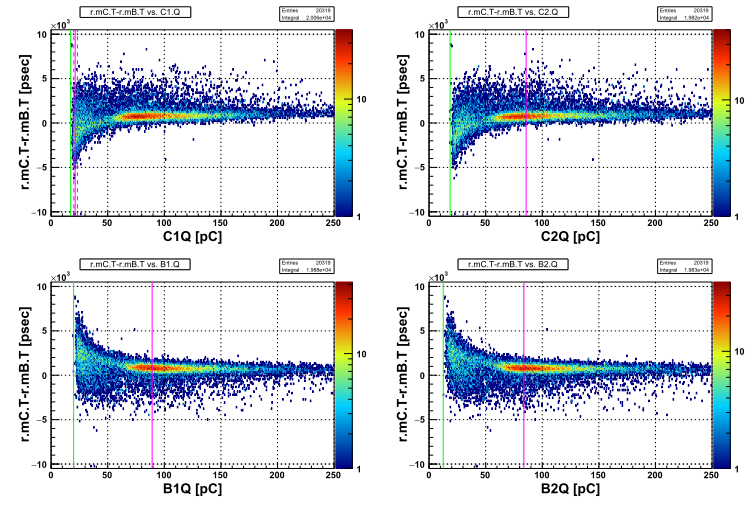 r.mC.T-r.mB.T vs. C1.Q
Entries 20319
Integral 2.006e+04
×10³
r.mC.T-r.mB.T [psec]
10
5
0
−5
−10
0 50 100 150 200 250
C1Q [pC]
10
1
r.mC.T-r.mB.T vs. C2.Q
Entries 20319
Integral 1.982e+04
×10³
r.mC.T-r.mB.T [psec]
10
5
0
−5
−10
0 50 100 150 200 250
C2Q [pC]
10
1
r.mC.T-r.mB.T vs. B1.Q
Entries 20319
Integral 1.988e+04
×10³
r.mC.T-r.mB.T [psec]
10
5
0
−5
−10
0 50 100 150 200 250
B1Q [pC]
10
1
r.mC.T-r.mB.T vs. B2.Q
Entries 20319
Integral 1.983e+04
×10³
r.mC.T-r.mB.T [psec]
10
5
0
−5
−10
0 50 100 150 200 250
B2Q [pC]
10
1